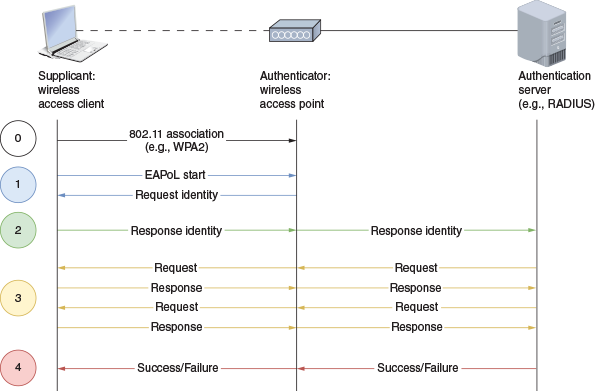 Supplicant:
wireless
access client
Authenticator:
wireless
access point
Authentication
server
(e.g., RADIUS)
0
802.11 association
(e.g., WPA2)
1
EAPoL start
Request identity
2
Response identity
Response identity
3
Request
Request
Response
Response
Request
Request
Response
Response
4
Success/Failure
Success/Failure